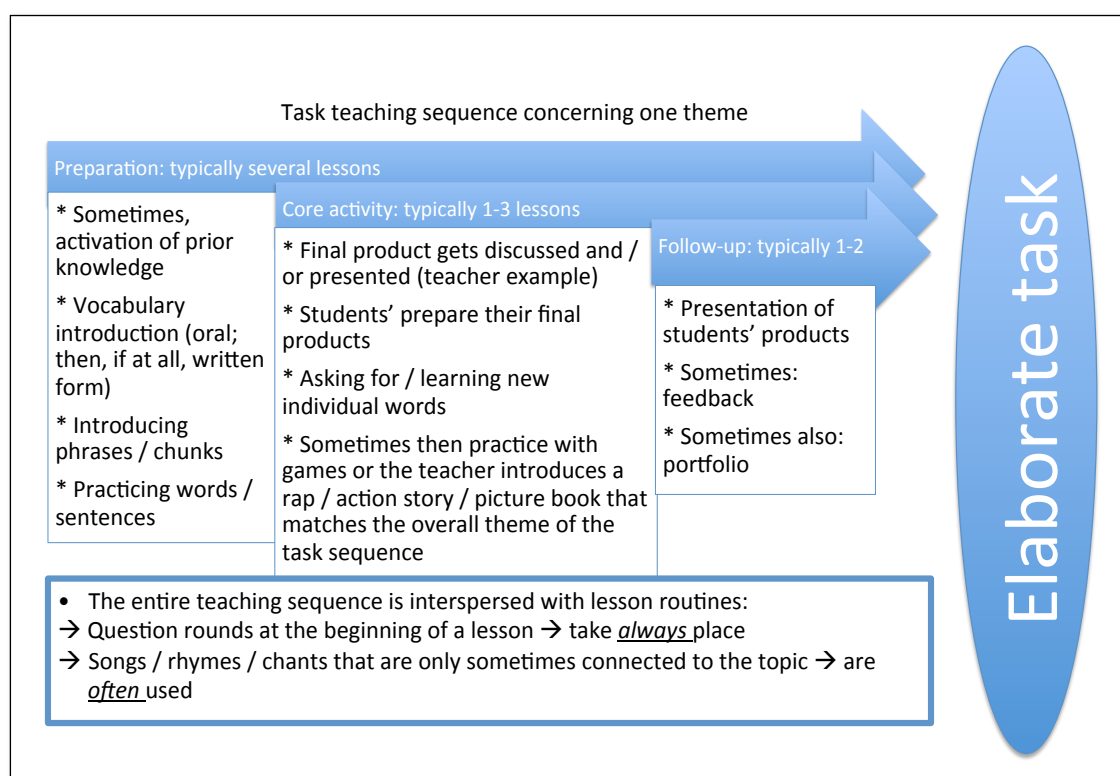 Task teaching sequence concerning one theme
Preparation: typically several lessons
* Sometimes,
activation of prior
knowledge
* Vocabulary
introduction (oral;
then, if at all, written
form)
* Introducing
phrases / chunks
* Practicing words /
sentences
Core activity: typically 1-3 lessons
* Final product gets discussed and /
or presented (teacher example)
* Students’ prepare their final
products
* Asking for / learning new
individual words
* Sometimes then practice with
games or the teacher introduces a
rap / action story / picture book that
matches the overall theme of the
task sequence
Follow-up: typically 1-2
* Presentation of
students’ products
* Sometimes:
feedback
* Sometimes also:
portfolio
• The entire teaching sequence is interspersed with lesson routines:
→ Question rounds at the beginning of a lesson → take always place
→ Songs / rhymes / chants that are only sometimes connected to the topic → are
often used
Elaborate task